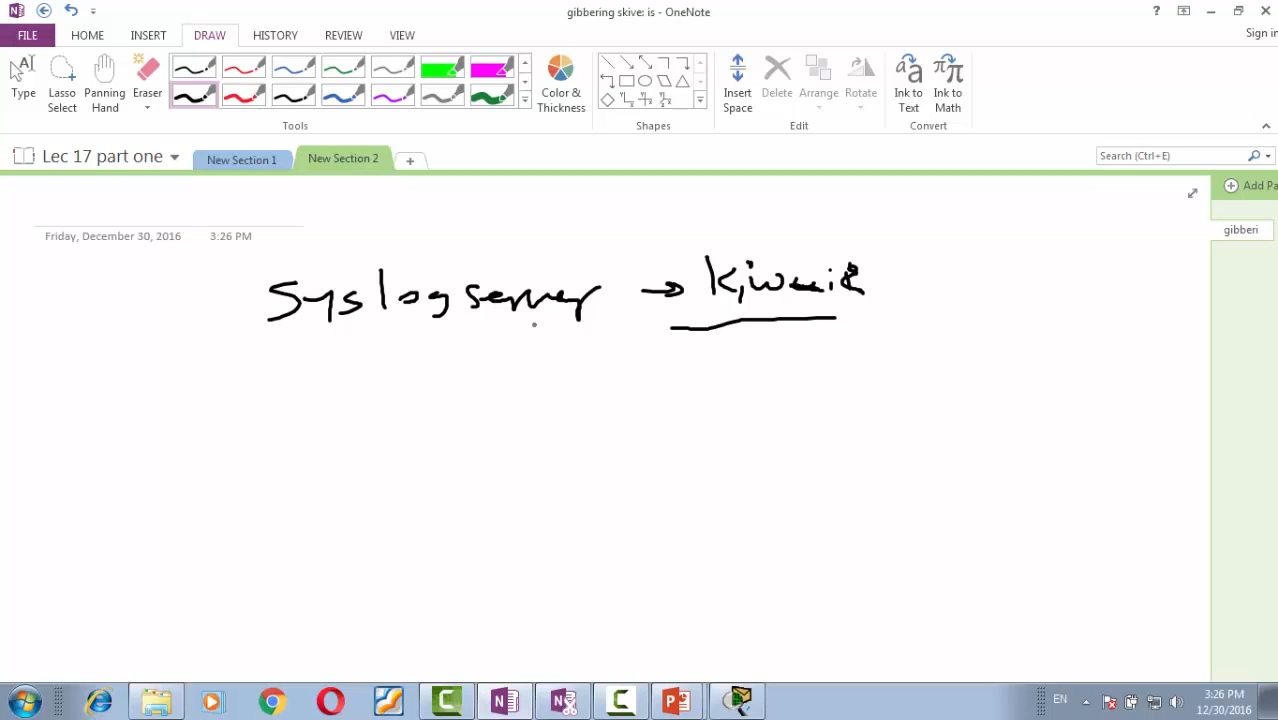 gibbering skive: is - OneNote
Sign in
FILE HOME INSERT DRAW HISTORY REVIEW VIEW
Type
Lasso Select
Panning Hand
Eraser
Color & Thickness
Insert Space
Delete
Arrange
Rotate
Ink to Text
Ink to Math
Tools
Shapes
Edit
Convert
Lec 17 part one
New Section 1
New Section 2
Search (Ctrl+E)
Add Pa
gibberi
Friday, December 30, 2016 3:26 PM
Syslog server →
EN
3:26 PM
12/30/2016